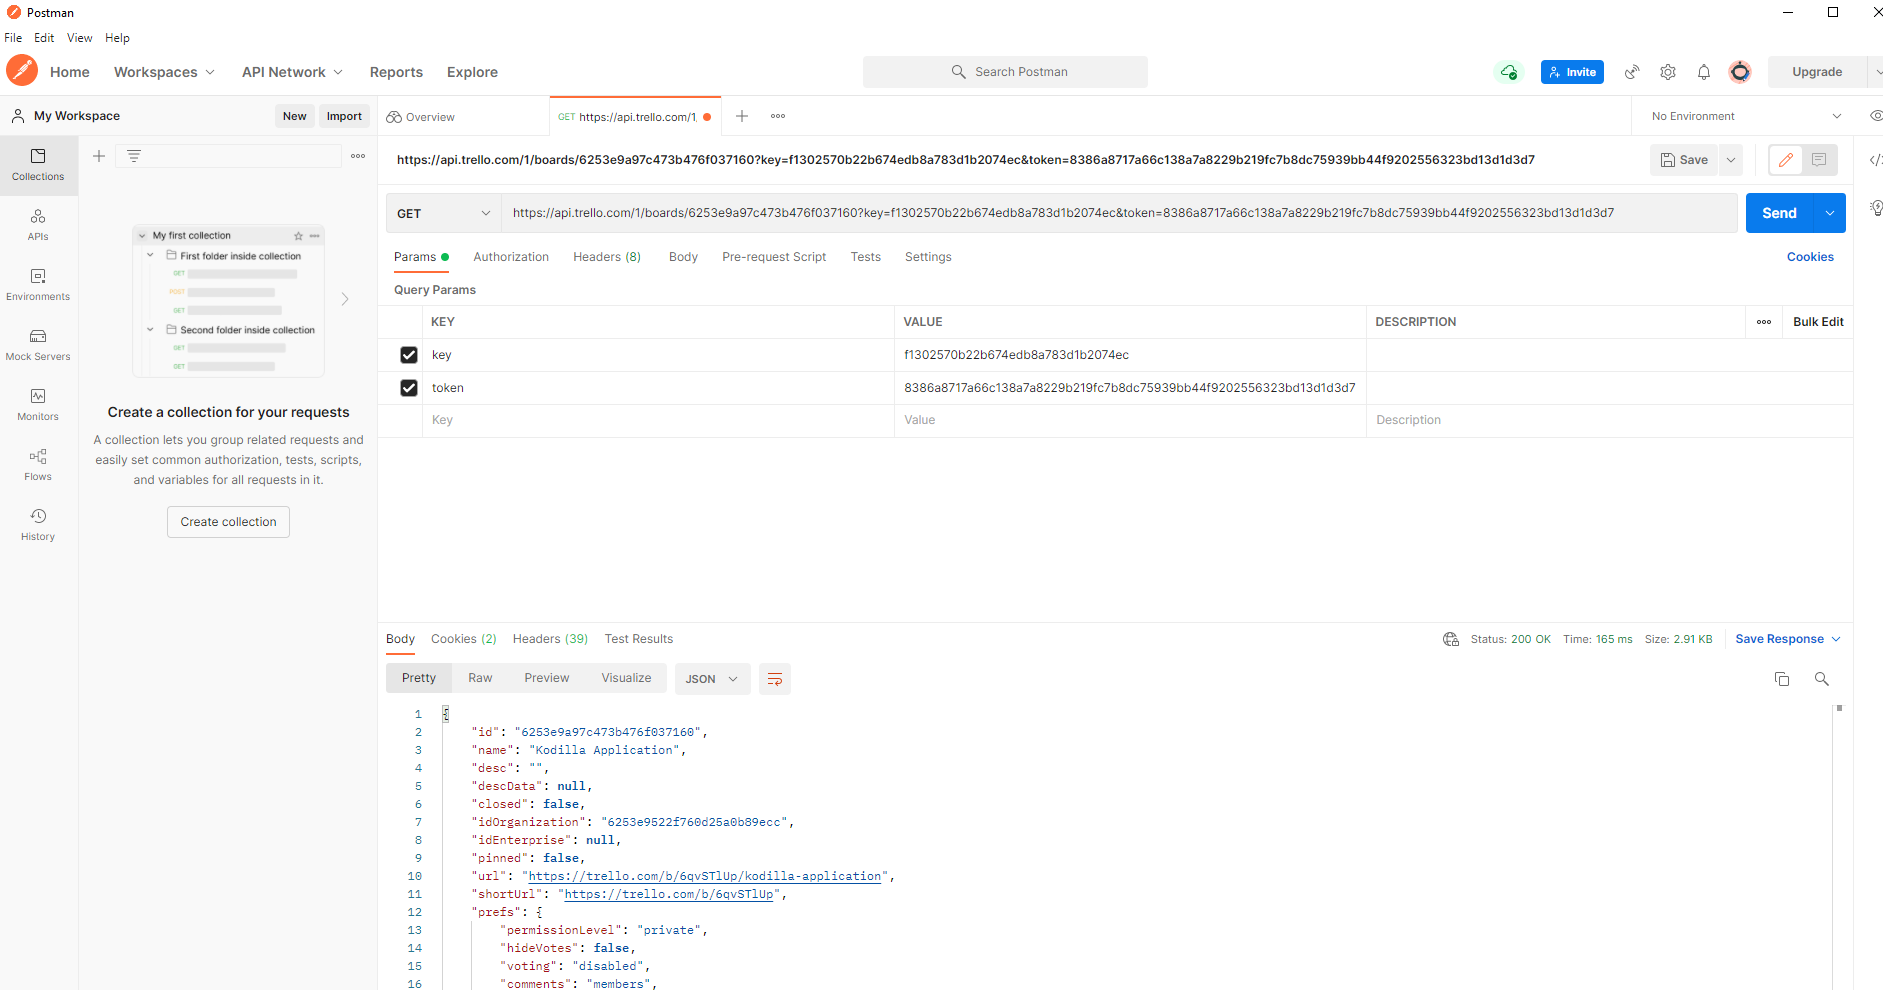 Postman
File Edit View Help
Home Workspaces API Network Reports Explore Search Postman Invite Upgrade
My Workspace New Import Overview GET https://api.trello.com/1, No Environment
https://api.trello.com/1/boards/6253e9a97c473b476f037160?key=f1302570b22b674edb8a783d1b2074ec&token=8386a8717a66c138a7a8229b219fc7b8dc75939bb44f9202556323bd13d1d3d7 Save
GET https://api.trello.com/1/boards/6253e9a97c473b476f037160?key=f1302570b22b674edb8a783d1b2074ec&token=8386a8717a66c138a7a8229b219fc7b8dc75939bb44f9202556323bd13d1d3d7 Send
Params Authorization Headers (8) Body Pre-request Script Tests Settings Cookies
Query Params
KEY VALUE DESCRIPTION Bulk Edit
key f1302570b22b674edb8a783d1b2074ec
token 8386a8717a66c138a7a8229b219fc7b8dc75939bb44f9202556323bd13d1d3d7
Key Value Description
Collections
APIs
Environments
Mock Servers
Monitors
Flows
History
My first collection
First folder inside collection
GET
POST
GET
Second folder inside collection
GET
GET
Create a collection for your requests
A collection lets you group related requests and
easily set common authorization, tests, scripts,
and variables for all requests in it.
Create collection
Body Cookies (2) Headers (39) Test Results Status: 200 OK Time: 165 ms Size: 2.91 KB Save Response
Pretty Raw Preview Visualize JSON
1 {
2 "id": "6253e9a97c473b476f037160",
3 "name": "Kodilla Application",
4 "desc": "",
5 "descData": null,
6 "closed": false,
7 "idOrganization": "6253e9522f760d25a0b89ecc",
8 "idEnterprise": null,
9 "pinned": false,
10 "url": "https://trello.com/b/6qvSTlUp/kodilla-application",
11 "shortUrl": "https://trello.com/b/6qvSTlUp",
12 "prefs": {
13 "permissionLevel": "private",
14 "hideVotes": false,
15 "voting": "disabled",
16 "comments": "members",